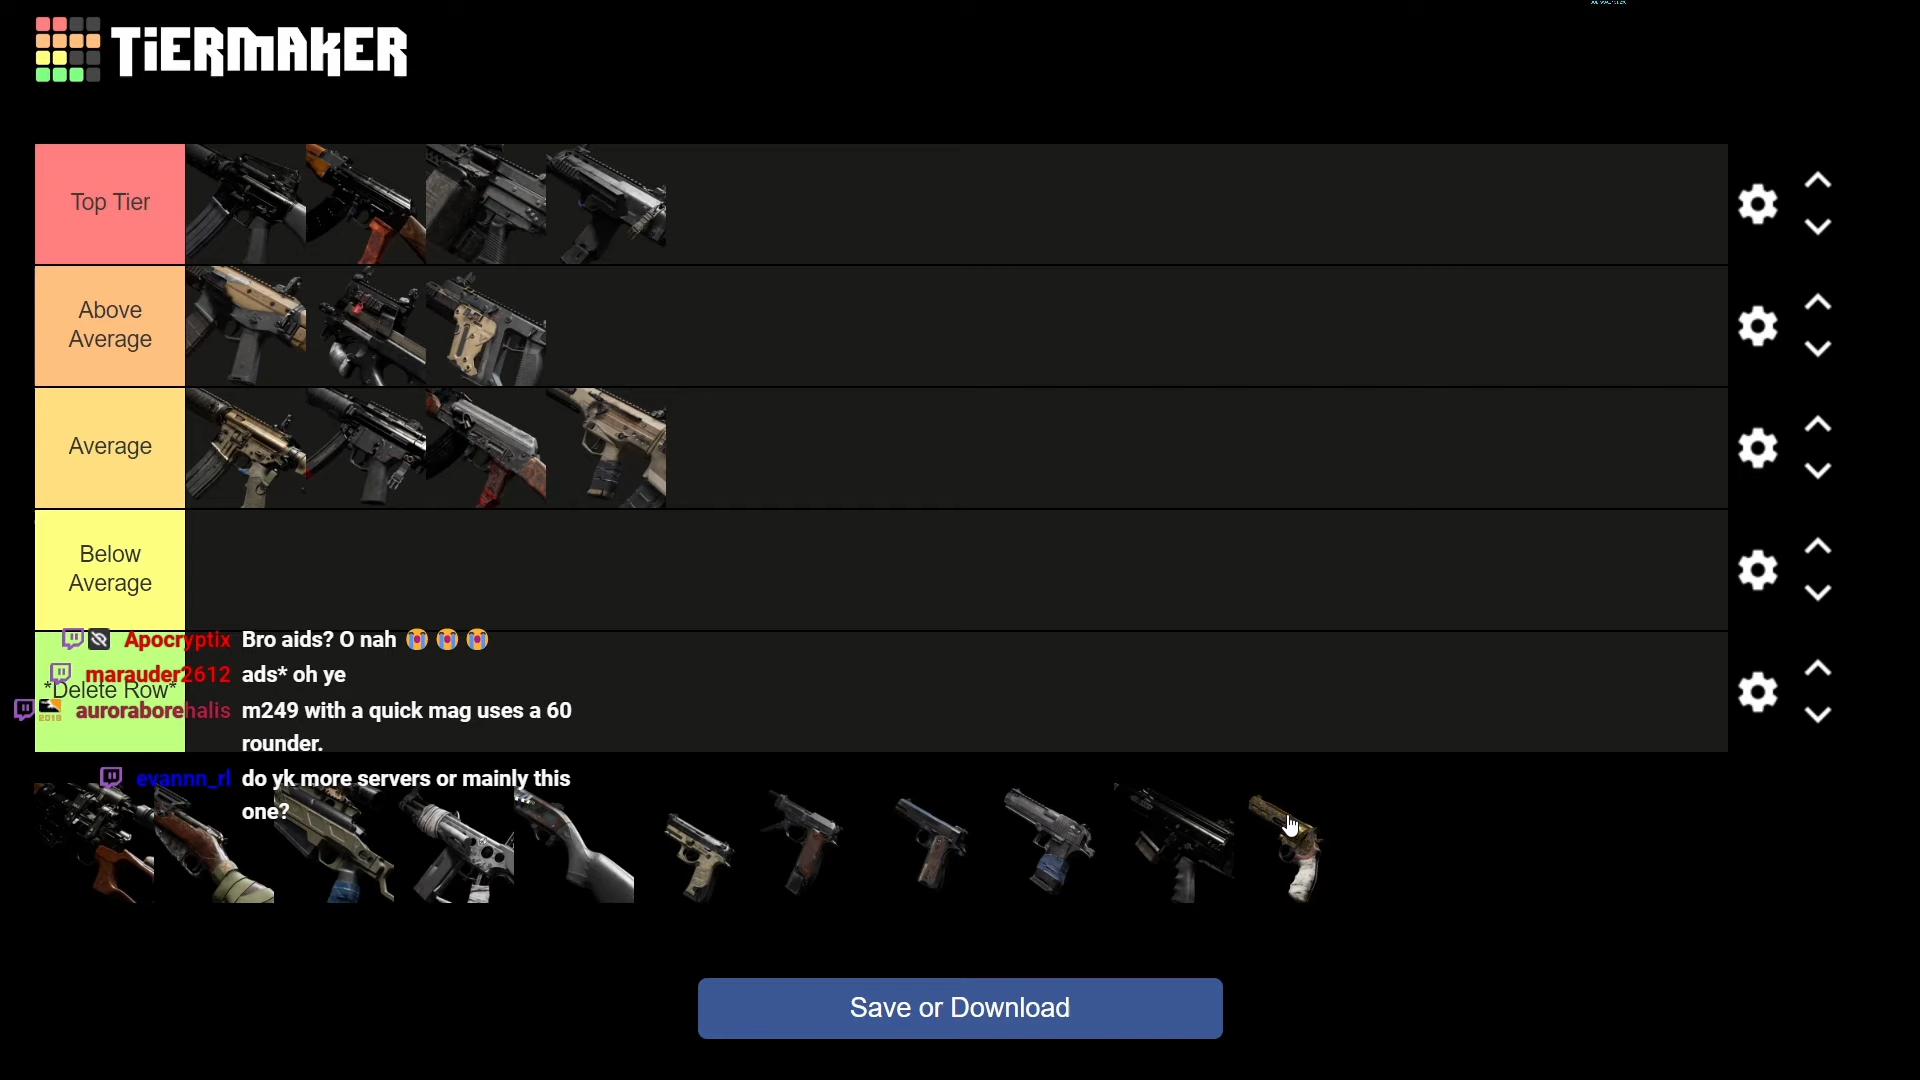 TiERMAKER
Top Tier
Above
Average
Average
Below
Average
Apocryptix Bro aids? O nah 😭 😭 😭
marauder2612 ads* oh ye
*Delete Row*
auroraborehalis m249 with a quick mag uses a 60
rounder.
evannn_rl do yk more servers or mainly this
one?
Save or Download